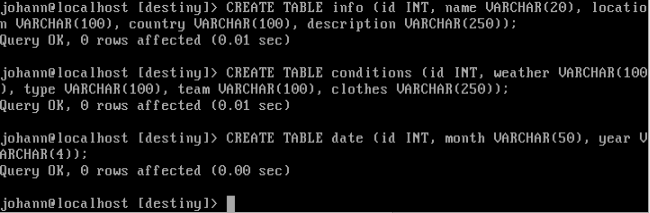 johann@localhost [destiny]> CREATE TABLE info (id INT, name VARCHAR(20), locatio
n VARCHAR(100), country VARCHAR(100), description VARCHAR(250));
Query OK, 0 rows affected (0.01 sec)
johann@localhost [destiny]> CREATE TABLE conditions (id INT, weather VARCHAR(100
), type VARCHAR(100), team VARCHAR(100), clothes VARCHAR(250));
Query OK, 0 rows affected (0.01 sec)
johann@localhost [destiny]> CREATE TABLE date (id INT, month VARCHAR(50), year V
ARCHAR(4));
Query OK, 0 rows affected (0.00 sec)
johann@localhost [destiny]>